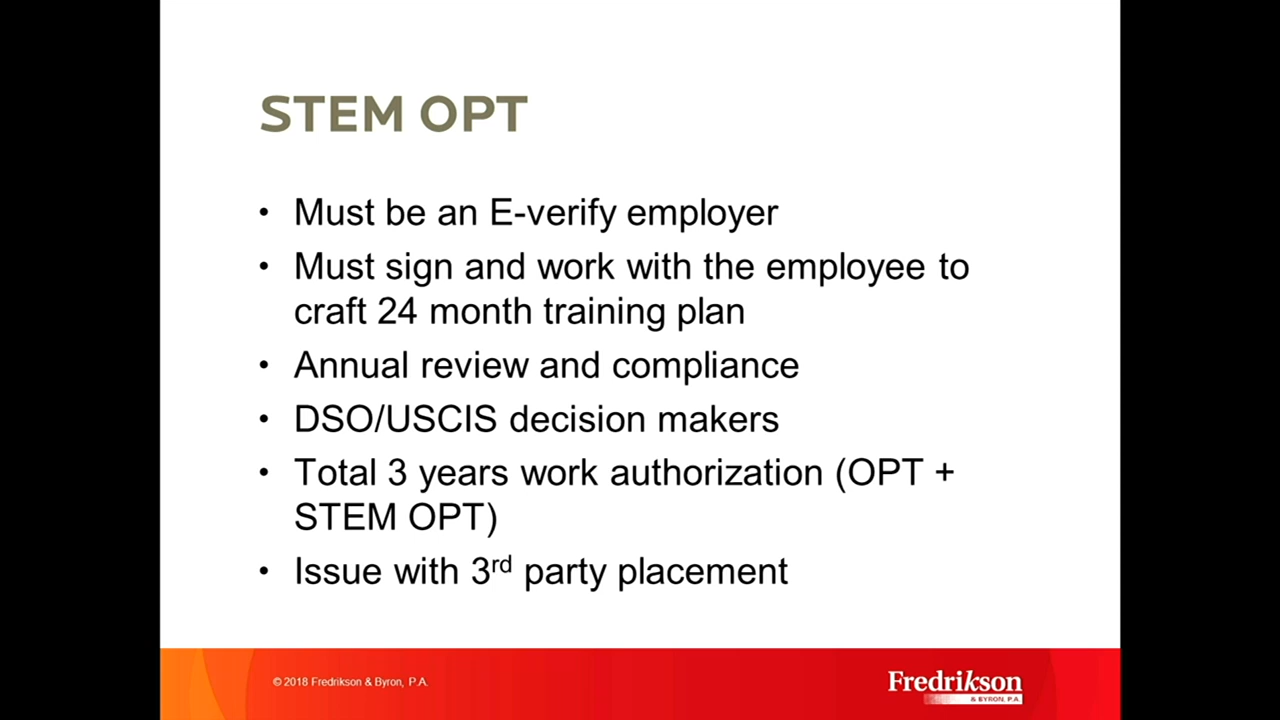 STEM OPT
• Must be an E-verify employer
• Must sign and work with the employee to
craft 24 month training plan
• Annual review and compliance
• DSO/USCIS decision makers
• Total 3 years work authorization (OPT +
STEM OPT)
• Issue with 3rd party placement
© 2018 Fredrikson & Byron, P.A.
Fredrikson
& BYRON, P.A.